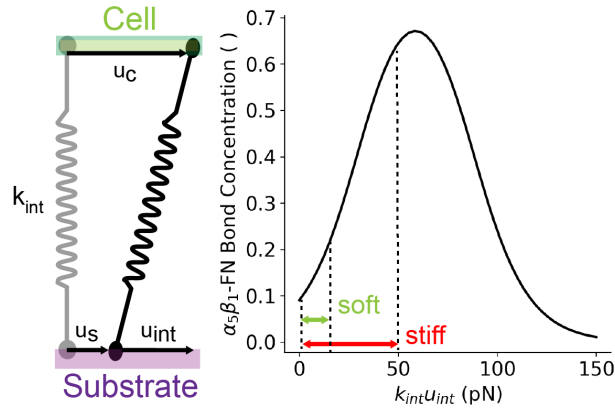 Cell
u_c
k_int
u_s
u_int
Substrate
α₅β₁-FN Bond Concentration ( )
0.7
0.6
0.5
0.4
0.3
0.2
0.1
0.0
soft
stiff
0
50
100
150
k_int u_int (pN)